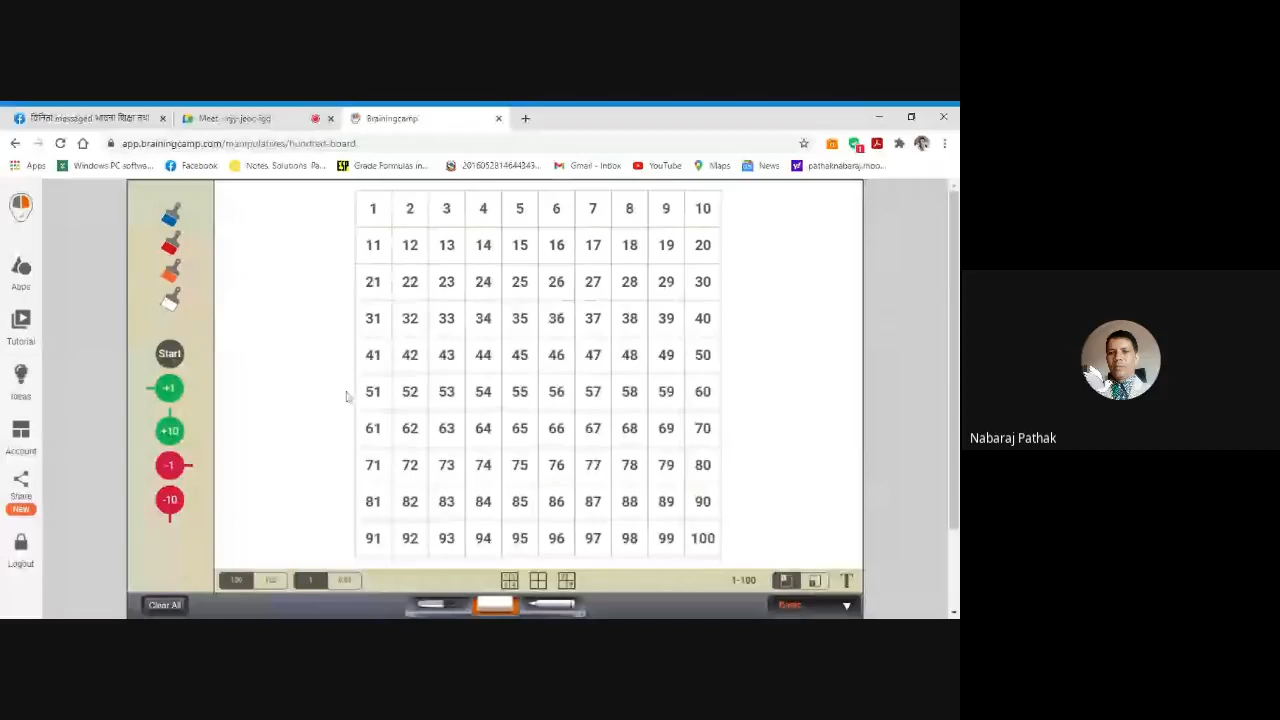 विनिता messaged भावना शिक्षा तथा
Meet
Brainingcamp
app.brainingcamp.com/manipulatives/hundred-board
Apps
Windows PC softwa...
Facebook
Notes, Solutions Pa...
Grade Formulas in...
Gmail - Inbox
YouTube
Maps
News
Apps
Tutorial
Ideas
Account
Share
New
Logout
Start
+1
+10
-1
-10
1 2 3 4 5 6 7 8 9 10
11 12 13 14 15 16 17 18 19 20
21 22 23 24 25 26 27 28 29 30
31 32 33 34 35 36 37 38 39 40
41 42 43 44 45 46 47 48 49 50
51 52 53 54 55 56 57 58 59 60
61 62 63 64 65 66 67 68 69 70
71 72 73 74 75 76 77 78 79 80
81 82 83 84 85 86 87 88 89 90
91 92 93 94 95 96 97 98 99 100
100
1
1-100
T
Clear All
Basic
Nabaraj Pathak